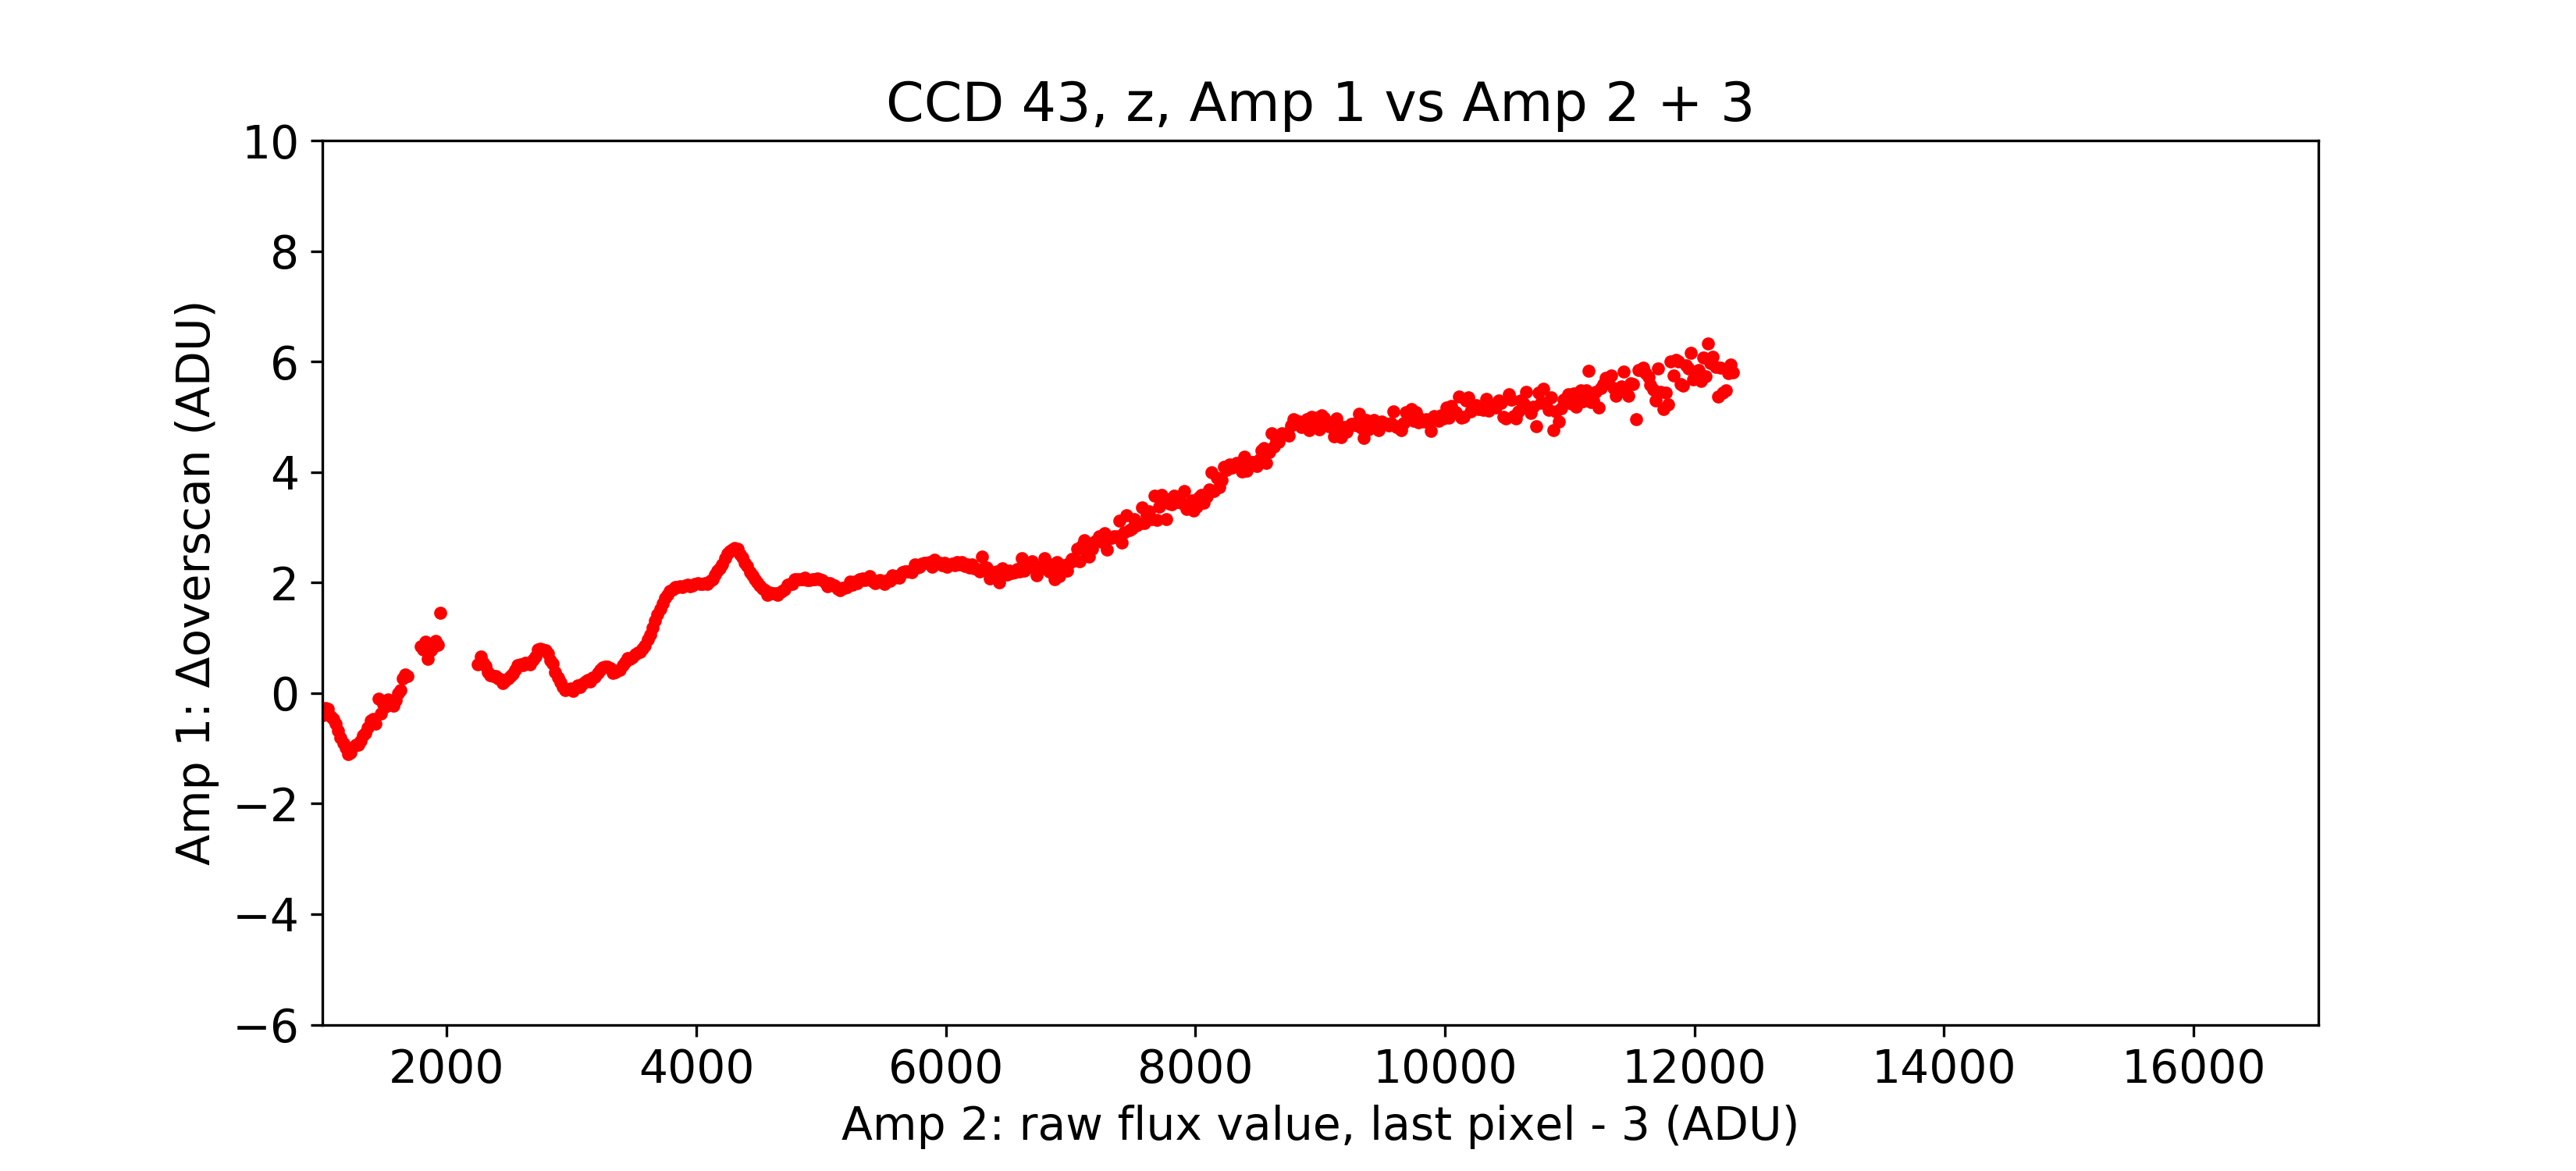 CCD 43, z, Amp 1 vs Amp 2 + 3
10
8
6
4
2
0
−2
−4
−6
Amp 1: Δoverscan (ADU)
2000 4000 6000 8000 10000 12000 14000 16000
Amp 2: raw flux value, last pixel - 3 (ADU)